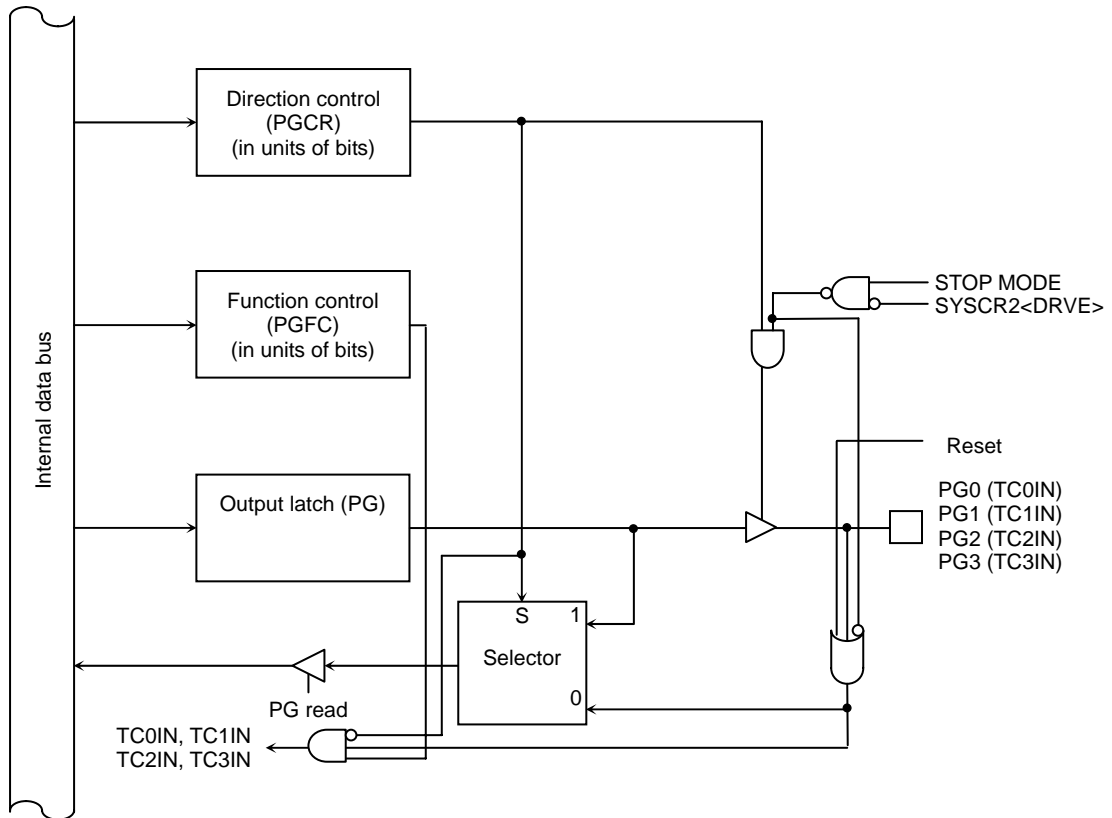 Internal data bus
Direction control
(PGCR)
(in units of bits)
Function control
(PGFC)
(in units of bits)
STOP MODE
SYSCR2<DRVE>
Output latch (PG)
Reset
PG0 (TC0IN)
PG1 (TC1IN)
PG2 (TC2IN)
PG3 (TC3IN)
S
1
Selector
0
PG read
TC0IN, TC1IN
TC2IN, TC3IN